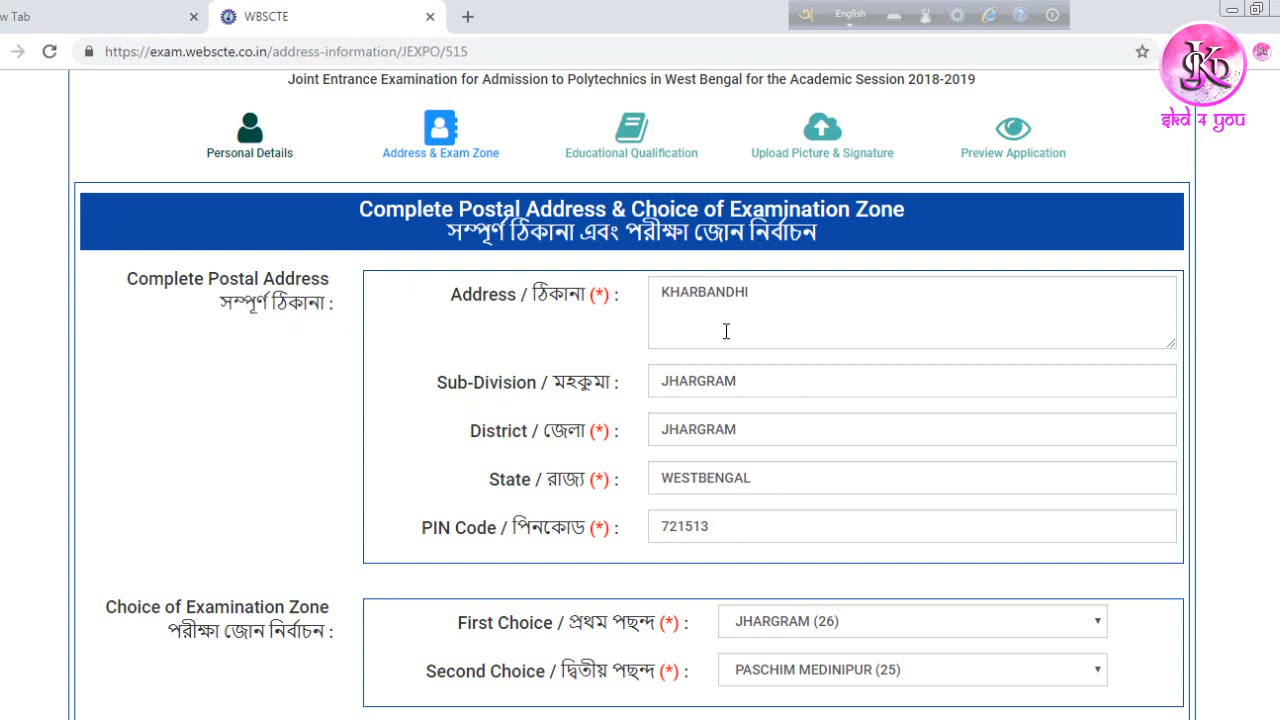 w Tab
WBSCTE
English
https://exam.webscte.co.in/address-information/JEXPO/515
SKD 4 YOU
Joint Entrance Examination for Admission to Polytechnics in West Bengal for the Academic Session 2018-2019
Personal Details
Address & Exam Zone
Educational Qualification
Upload Picture & Signature
Preview Application
Complete Postal Address & Choice of Examination Zone
সম্পূর্ণ ঠিকানা এবং পরীক্ষা জোন নির্বাচন
Complete Postal Address
সম্পূর্ণ ঠিকানা :
Address / ঠিকানা (*) : KHARBANDHI
Sub-Division / মহকুমা : JHARGRAM
District / জেলা (*) : JHARGRAM
State / রাজ্য (*) : WESTBENGAL
PIN Code / পিনকোড (*) : 721513
Choice of Examination Zone
পরীক্ষা জোন নির্বাচন :
First Choice / প্রথম পছন্দ (*) : JHARGRAM (26)
Second Choice / দ্বিতীয় পছন্দ (*) : PASCHIM MEDINIPUR (25)